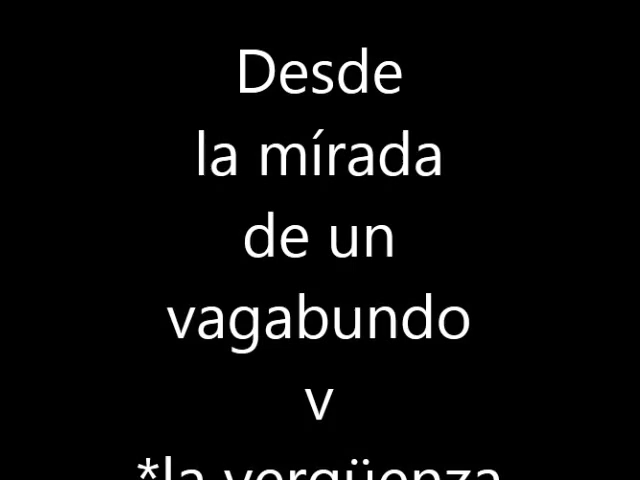 Desde
la mírada
de un
vagabundo
v
*la vergüenza